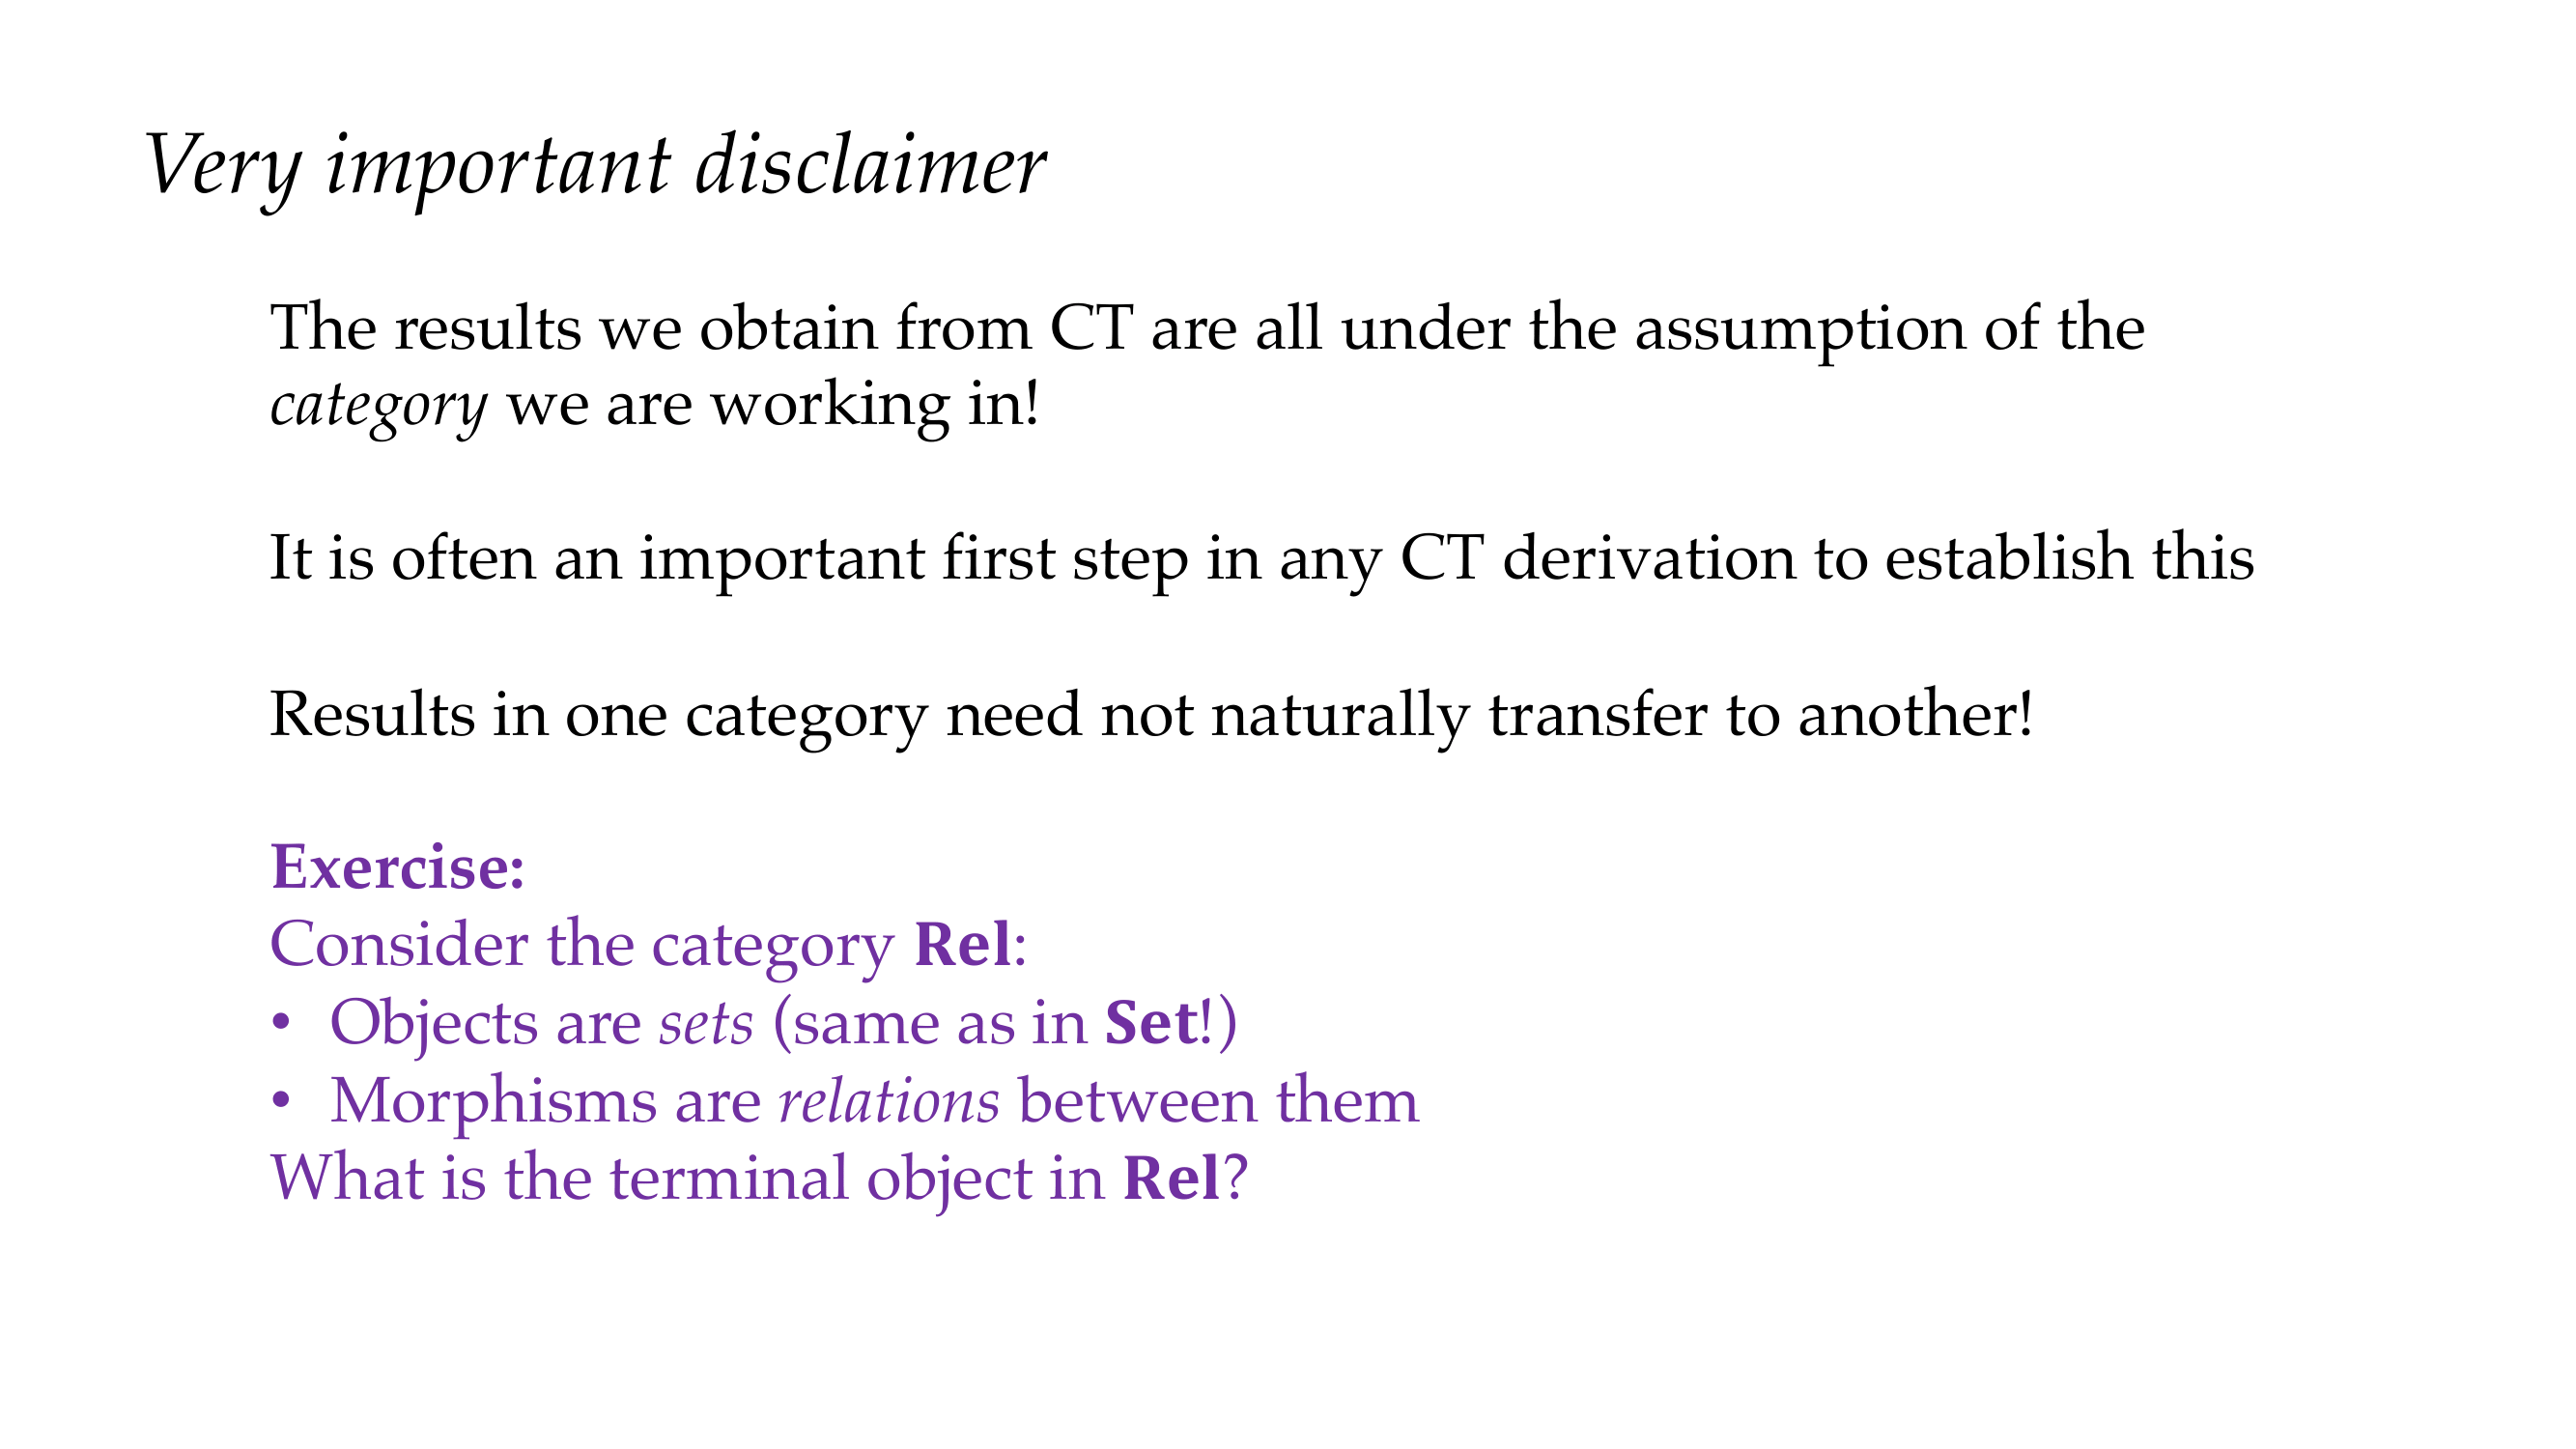 Very important disclaimer
The results we obtain from CT are all under the assumption of the
category we are working in!
It is often an important first step in any CT derivation to establish this
Results in one category need not naturally transfer to another!
Exercise:
Consider the category Rel:
• Objects are sets (same as in Set!)
• Morphisms are relations between them
What is the terminal object in Rel?